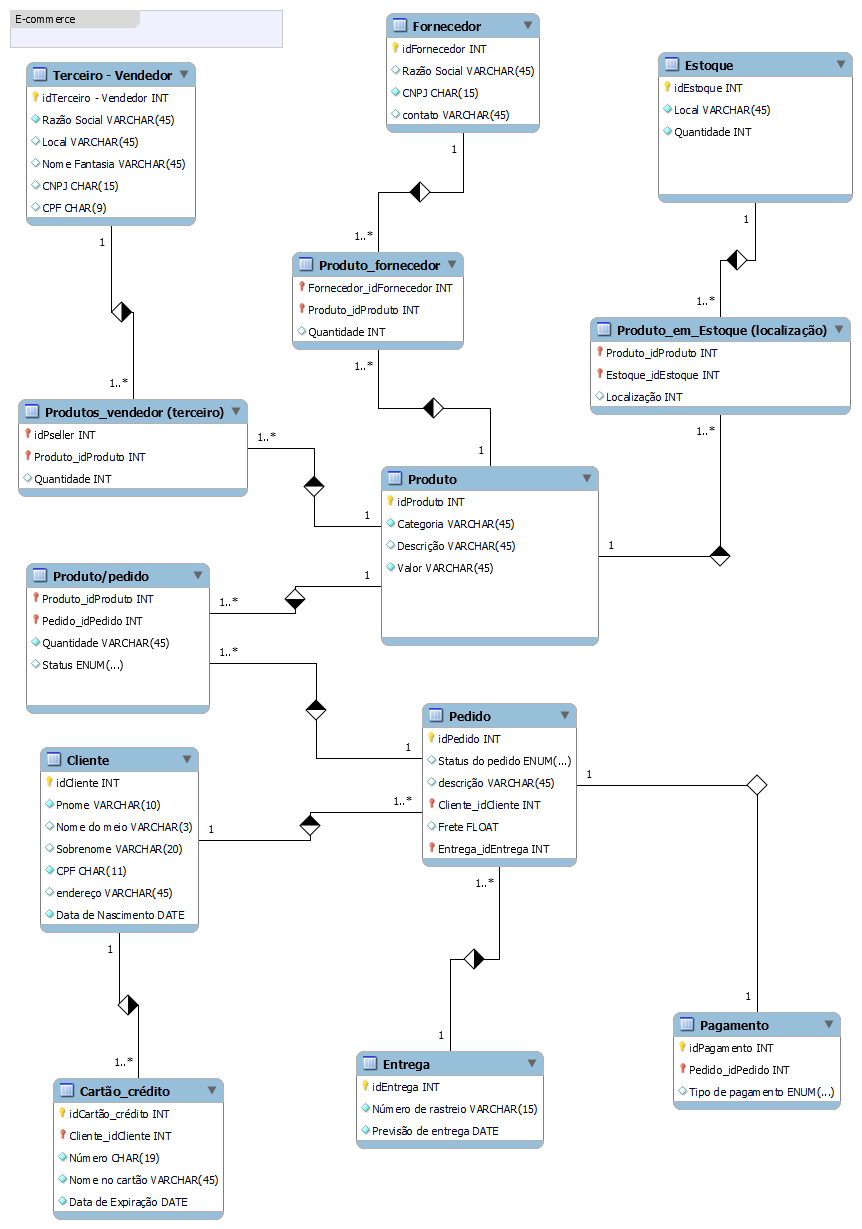 E-commerce
Fornecedor
idFornecedor INT
Razão Social VARCHAR(45)
CNPJ CHAR(15)
contato VARCHAR(45)
Estoque
idEstoque INT
Local VARCHAR(45)
Quantidade INT
Terceiro - Vendedor
idTerceiro - Vendedor INT
Razão Social VARCHAR(45)
Local VARCHAR(45)
Nome Fantasia VARCHAR(45)
CNPJ CHAR(15)
CPF CHAR(9)
1
1..*
1
1..*
1
1..*
Produto_fornecedor
Fornecedor_idFornecedor INT
Produto_idProduto INT
Quantidade INT
Produto_em_Estoque (localização)
Produto_idProduto INT
Estoque_idEstoque INT
Localização INT
Produtos_vendedor (terceiro)
idPseller INT
Produto_idProduto INT
Quantidade INT
1..*
1
1..*
1
1..*
1
Produto
idProduto INT
Categoria VARCHAR(45)
Descrição VARCHAR(45)
Valor VARCHAR(45)
Produto/pedido
Produto_idProduto INT
Pedido_idPedido INT
Quantidade VARCHAR(45)
Status ENUM(...)
1
1..*
1..*
1
Pedido
idPedido INT
Status do pedido ENUM(...)
descrição VARCHAR(45)
Cliente_idCliente INT
Frete FLOAT
Entrega_idEntrega INT
Cliente
idCliente INT
Pnome VARCHAR(10)
Nome do meio VARCHAR(3)
Sobrenome VARCHAR(20)
CPF CHAR(11)
endereço VARCHAR(45)
Data de Nascimento DATE
1
1..*
1
1
1..*
1
1
1..*
Cartão_crédito
idCartão_crédito INT
Cliente_idCliente INT
Número CHAR(19)
Nome no cartão VARCHAR(45)
Data de Expiração DATE
Entrega
idEntrega INT
Número de rastreio VARCHAR(15)
Previsão de entrega DATE
Pagamento
idPagamento INT
Pedido_idPedido INT
Tipo de pagamento ENUM(...)